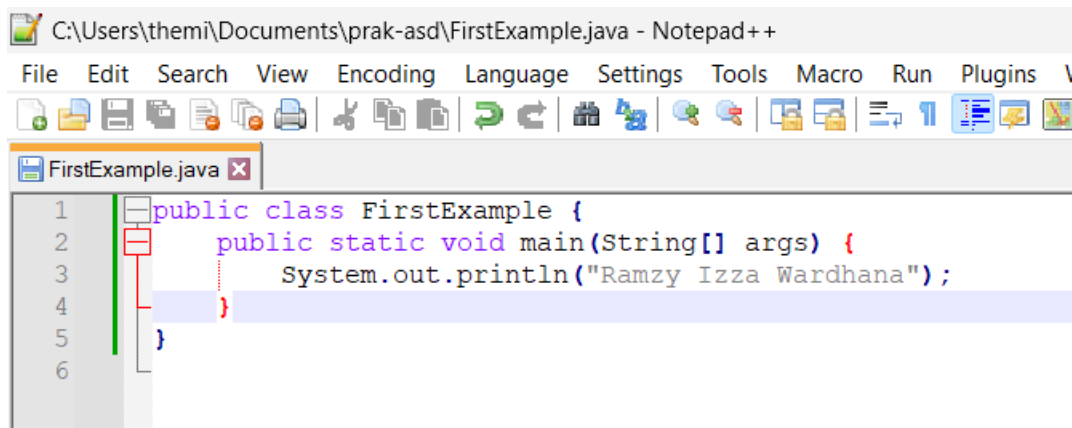 C:\Users\themi\Documents\prak-asd\FirstExample.java - Notepad++
File Edit Search View Encoding Language Settings Tools Macro Run Plugins
FirstExample.java
1 public class FirstExample {
2     public static void main(String[] args) {
3         System.out.println("Ramzy Izza Wardhana");
4     }
5 }
6